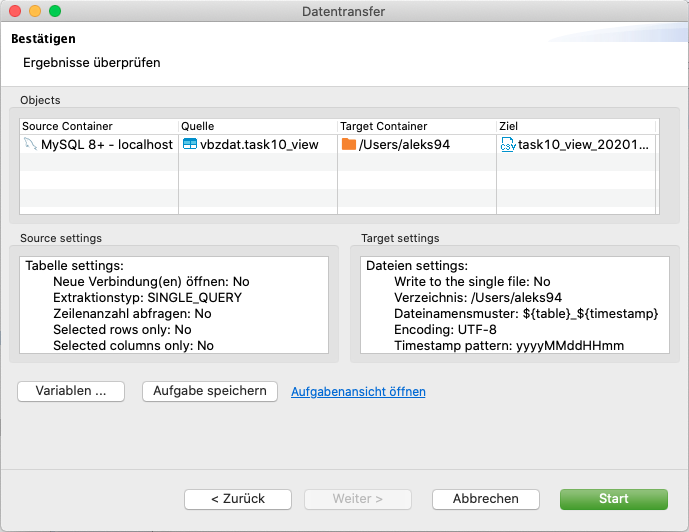 Datentransfer
Bestätigen
Ergebnisse überprüfen
Objects
Source Container Quelle Target Container Ziel
MySQL 8+ - localhost vbzdat.task10_view /Users/aleks94 CSV task10_view_20201...
Source settings
Tabelle settings:
Neue Verbindung(en) öffnen: No
Extraktionstyp: SINGLE_QUERY
Zeilenanzahl abfragen: No
Selected rows only: No
Selected columns only: No
Target settings
Dateien settings:
Write to the single file: No
Verzeichnis: /Users/aleks94
Dateinamensmuster: ${table}_${timestamp}
Encoding: UTF-8
Timestamp pattern: yyyyMMddHHmm
Variablen ... Aufgabe speichern Aufgabenansicht öffnen
< Zurück Weiter > Abbrechen Start